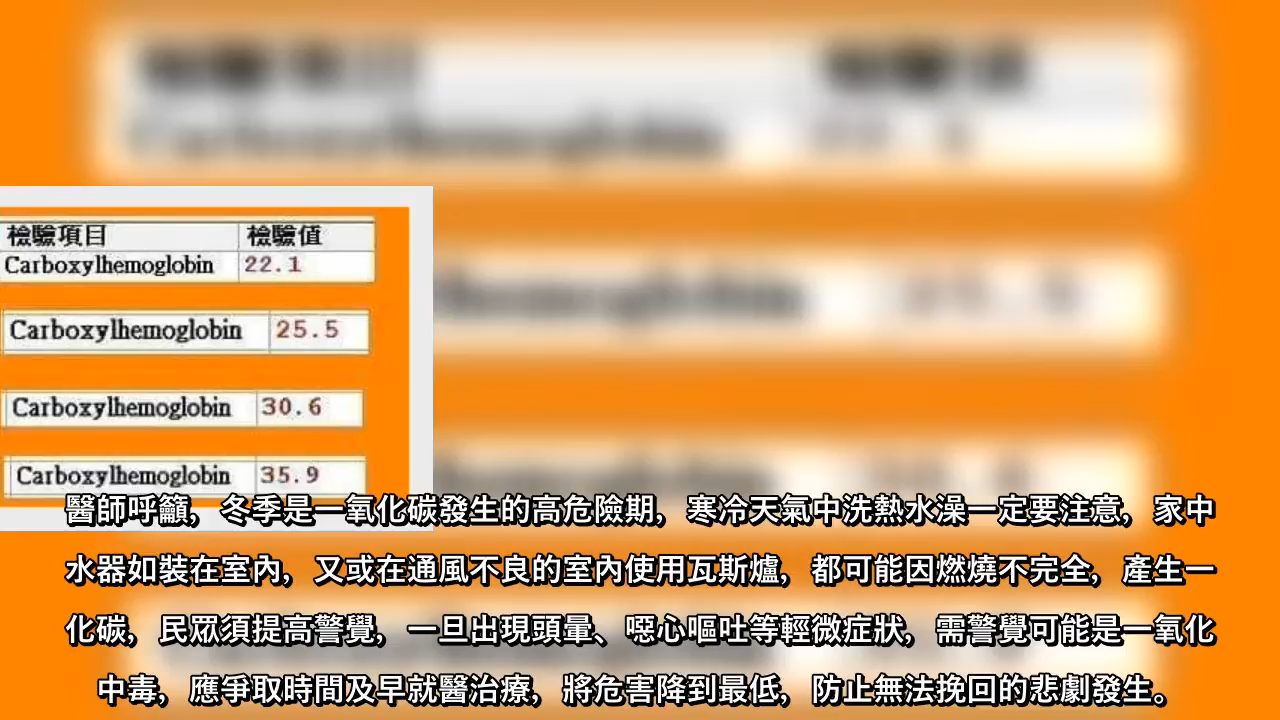 檢驗項目 檢驗值
Carboxylhemoglobin 22.1
Carboxylhemoglobin 25.5
Carboxylhemoglobin 30.6
Carboxylhemoglobin 35.9
醫師呼籲，冬季是一氧化碳發生的高危險期，寒冷天氣中洗熱水澡一定要注意，家中
水器如裝在室內，又或在通風不良的室內使用瓦斯爐，都可能因燃燒不完全，產生一
化碳，民眾須提高警覺，一旦出現頭暈、噁心嘔吐等輕微症狀，需警覺可能是一氧化
中毒，應爭取時間及早就醫治療，將危害降到最低，防止無法挽回的悲劇發生。